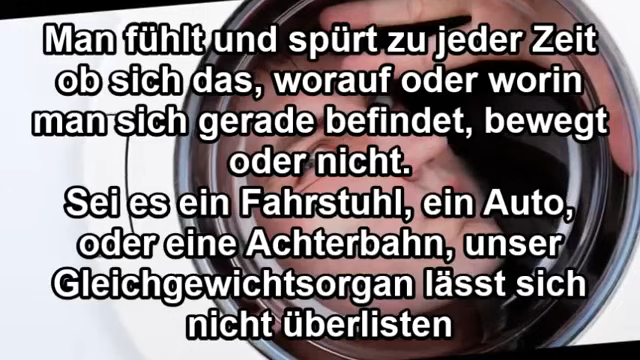 Man fühlt und spürt zu jeder Zeit
ob sich das, worauf oder worin
man sich gerade befindet, bewegt
oder nicht.
Sei es ein Fahrstuhl, ein Auto,
oder eine Achterbahn, unser
Gleichgewichtsorgan lässt sich
nicht überlisten